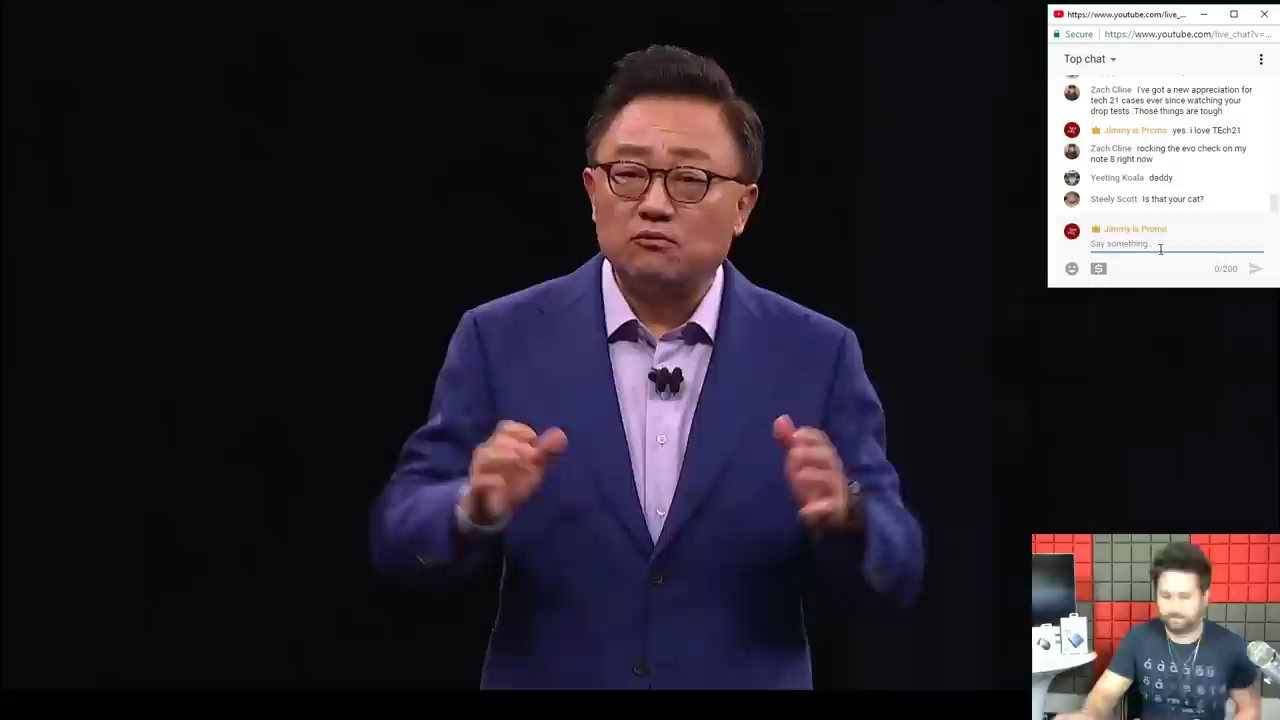 https://www.youtube.com/live_...
Secure
https://www.youtube.com/live_chat?v=...
Top chat
Zach Cline I've got a new appreciation for
tech 21 cases ever since watching your
drop tests .Those things are tough
Jimmy is Promo yes. i love TEch21
Zach Cline rocking the evo check on my
note 8 right now
Yeeting Koala daddy
Steely Scott Is that your cat?
Jimmy is Promo
Say something...
0/200